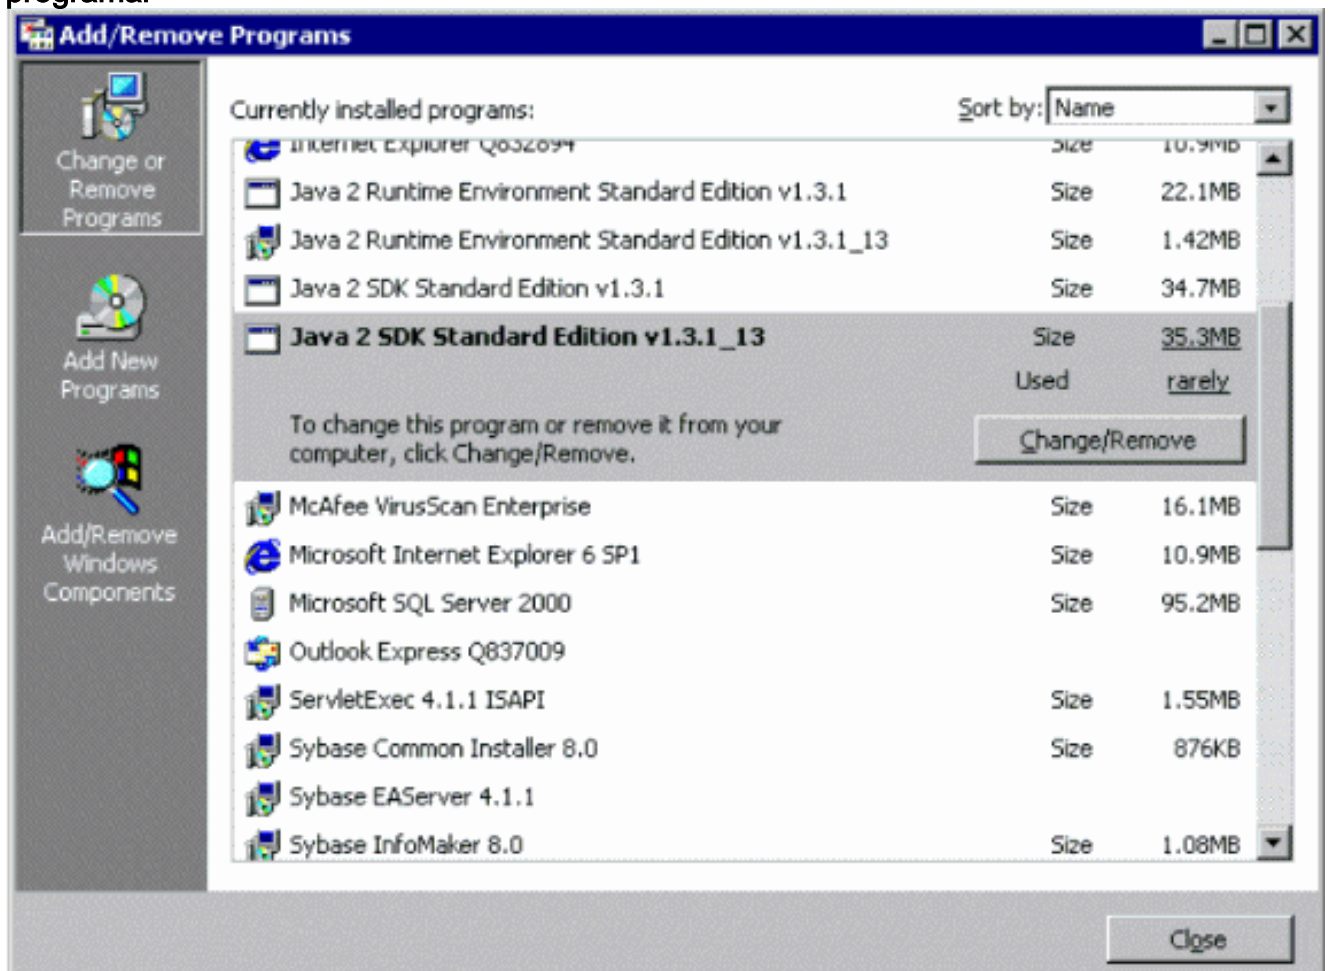 programa.
Add/Remove Programs
Change or
Remove
Programs
Add New
Programs
Add/Remove
Windows
Components
Currently installed programs:
Sort by: Name
Internet Explorer Q832894 Size 10.9MB
Java 2 Runtime Environment Standard Edition v1.3.1 Size 22.1MB
Java 2 Runtime Environment Standard Edition v1.3.1_13 Size 1.42MB
Java 2 SDK Standard Edition v1.3.1 Size 34.7MB
Java 2 SDK Standard Edition v1.3.1_13 Size 35.3MB
Used rarely
To change this program or remove it from your
computer, click Change/Remove.
Change/Remove
McAfee VirusScan Enterprise Size 16.1MB
Microsoft Internet Explorer 6 SP1 Size 10.9MB
Microsoft SQL Server 2000 Size 95.2MB
Outlook Express Q837009
ServletExec 4.1.1 ISAPI Size 1.55MB
Sybase Common Installer 8.0 Size 876KB
Sybase EAServer 4.1.1
Sybase InfoMaker 8.0 Size 1.08MB
Close